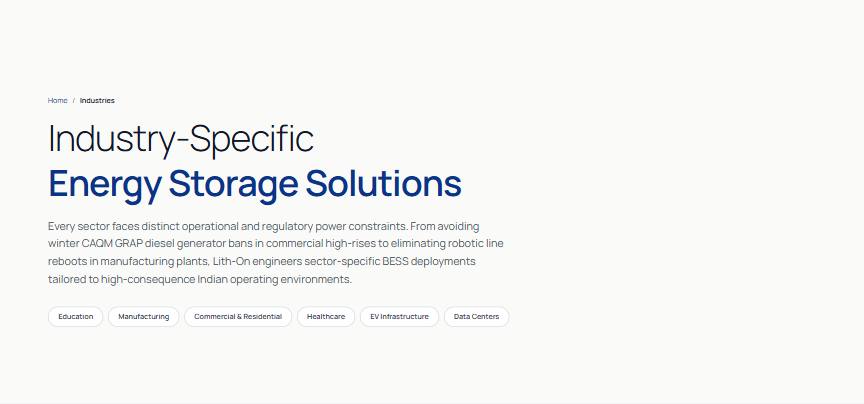 Home / Industries
Industry-Specific
Energy Storage Solutions
Every sector faces distinct operational and regulatory power constraints. From avoiding
winter CAQM GRAP diesel generator bans in commercial high-rises to eliminating robotic line
reboots in manufacturing plants, Lith-On engineers sector-specific BESS deployments
tailored to high-consequence Indian operating environments.
Education Manufacturing Commercial & Residential Healthcare EV Infrastructure Data Centers